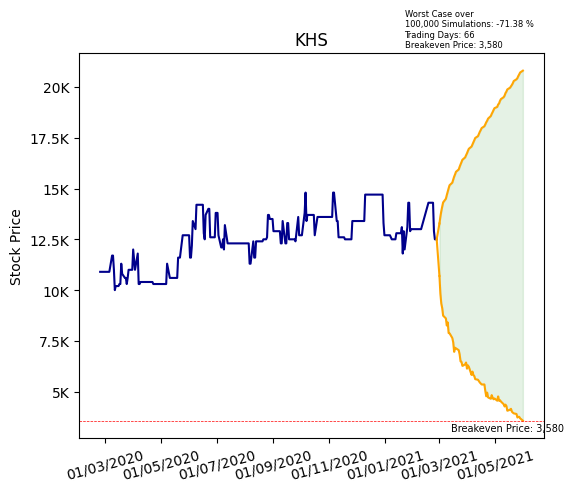 Worst Case over
100,000 Simulations: -71.38 %
Trading Days: 66
Breakeven Price: 3,580
KHS
Stock Price
20K
17.5K
15K
12.5K
10K
7.5K
5K
Breakeven Price: 3,580
01/03/2020
01/05/2020
01/07/2020
01/09/2020
01/11/2020
01/01/2021
01/03/2021
01/05/2021